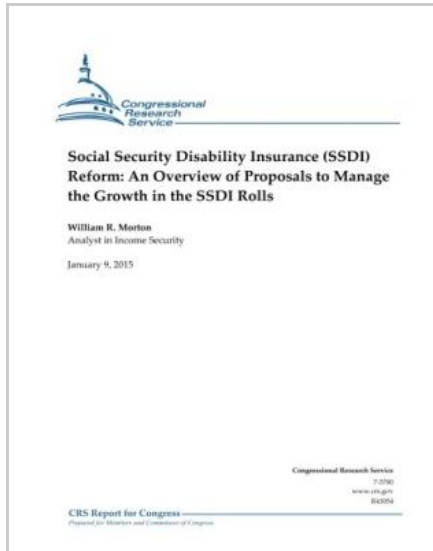 Congressional
Research
Service
Social Security Disability Insurance (SSDI)
Reform: An Overview of Proposals to Manage
the Growth in the SSDI Rolls
William R. Morton
Analyst in Income Security
January 9, 2015
Congressional Research Service
7-5700
www.crs.gov
R43054
CRS Report for Congress
Prepared for Members and Committees of Congress